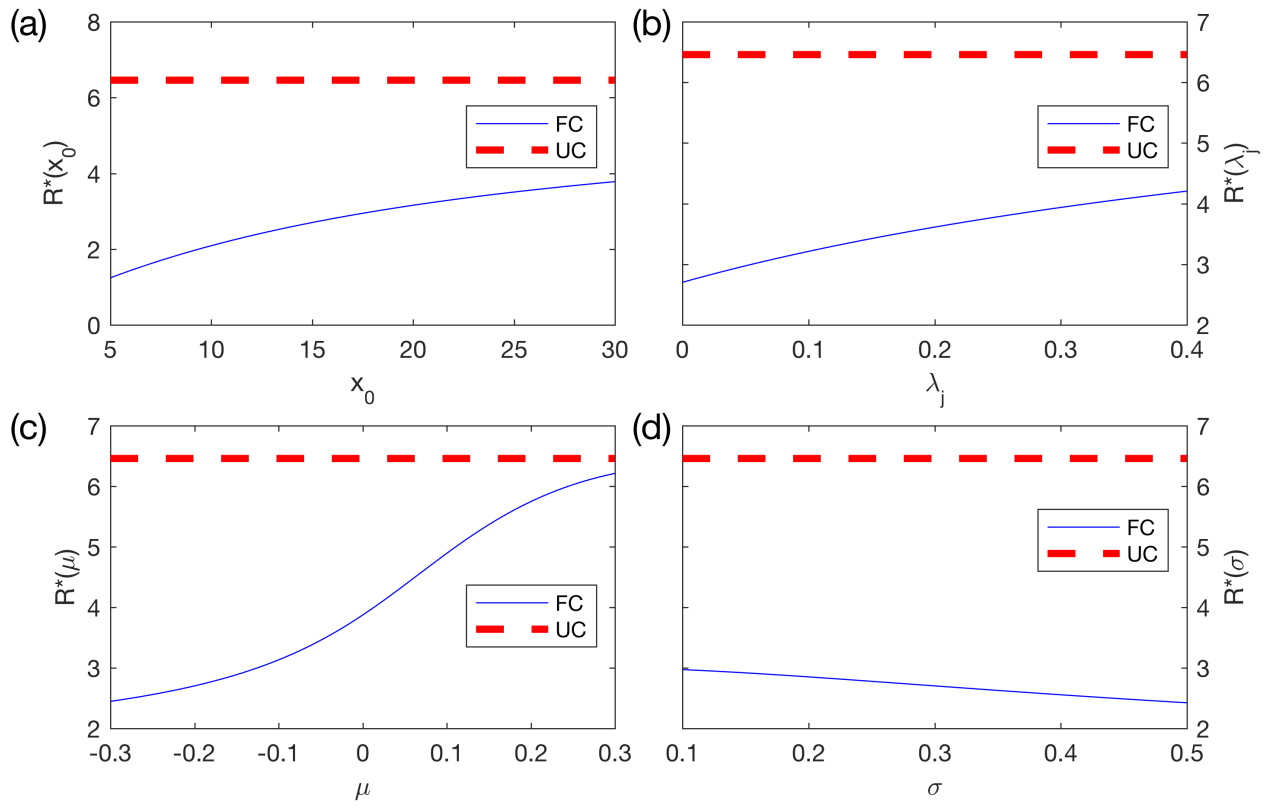 (a)
8
6
4
2
0
R*(x₀)
FC
UC
5 10 15 20 25 30
x₀
(b)
7
6
5
4
3
2
R*(λⱼ)
FC
UC
0 0.1 0.2 0.3 0.4
λⱼ
(c)
7
6
5
4
3
2
R*(μ)
FC
UC
-0.3 -0.2 -0.1 0 0.1 0.2 0.3
μ
(d)
7
6
5
4
3
2
R*(σ)
FC
UC
0.1 0.2 0.3 0.4 0.5
σ